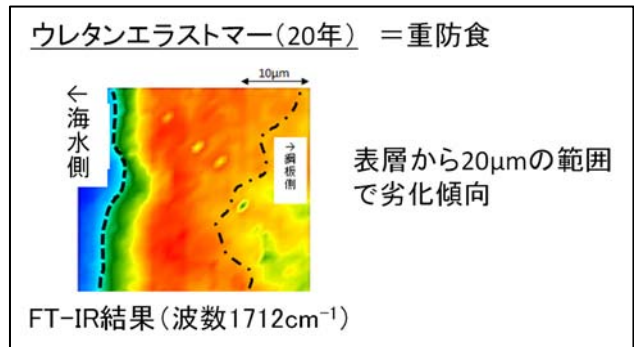 ウレタンエラストマー(20年) ＝重防食
10μm
←海水側
→鋼板側
表層から20μmの範囲
で劣化傾向
FT-IR結果(波数1712cm⁻¹)